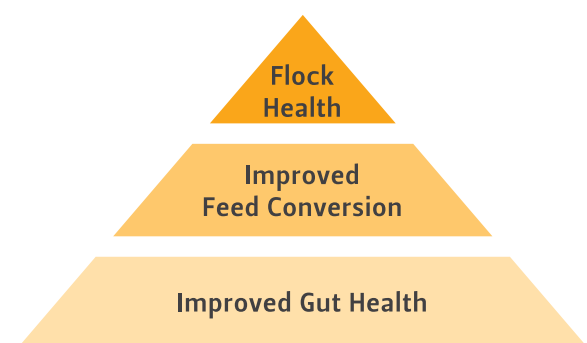 Flock
Health
Improved
Feed Conversion
Improved Gut Health